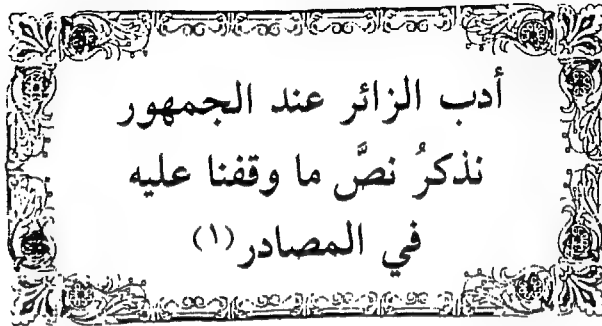 أدب الزائر عند الجمهور
نذكرُ نصَّ ما وقفنا عليه
في المصادر(١)